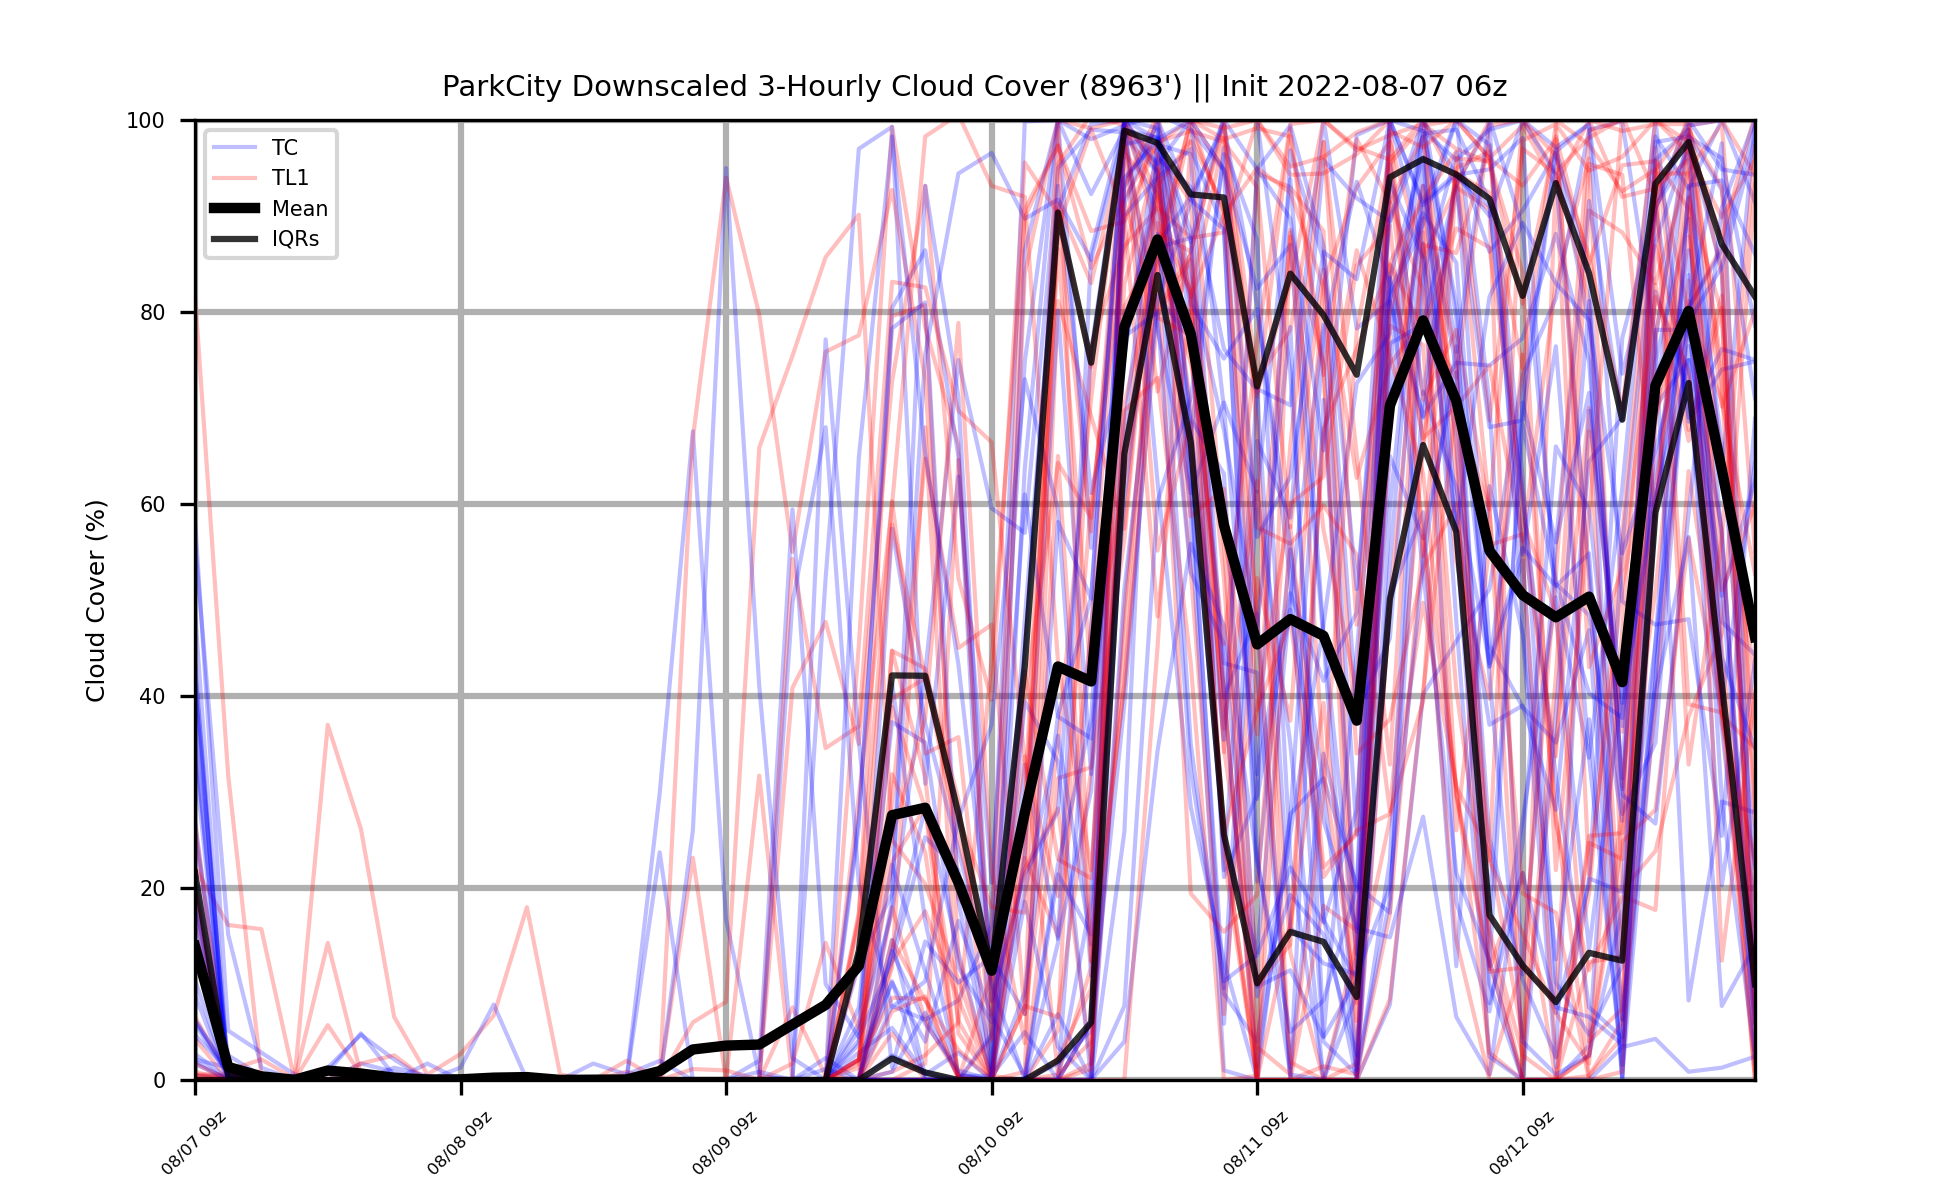 ParkCity Downscaled 3-Hourly Cloud Cover (8963') || Init 2022-08-07 06z
100
80
60
40
20
0
Cloud Cover (%)
TC
TL1
Mean
IQRs
08/07 09z
08/08 09z
08/09 09z
08/10 09z
08/11 09z
08/12 09z